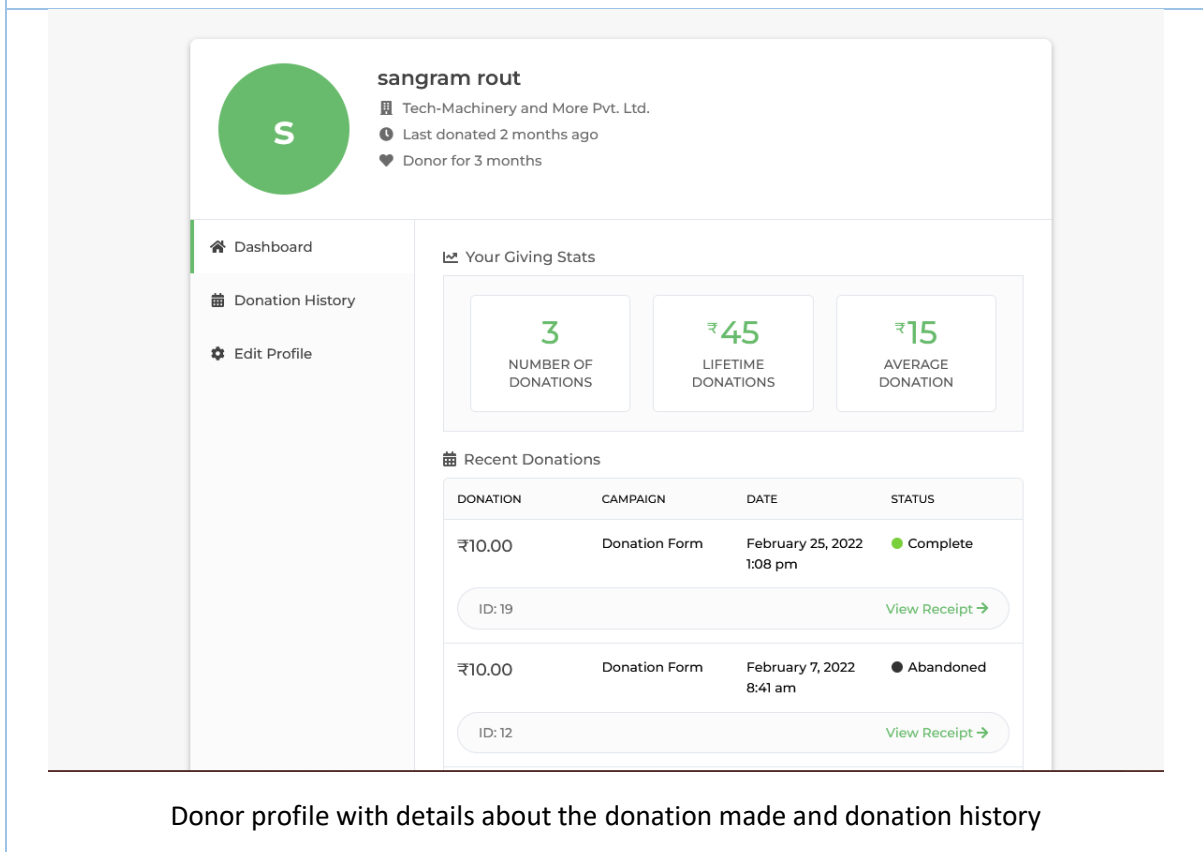 S
sangram rout
Tech-Machinery and More Pvt. Ltd.
Last donated 2 months ago
Donor for 3 months
Dashboard
Donation History
Edit Profile
Your Giving Stats
3
NUMBER OF
DONATIONS
₹45
LIFETIME
DONATIONS
₹15
AVERAGE
DONATION
Recent Donations
DONATION CAMPAIGN DATE STATUS
₹10.00 Donation Form February 25, 2022 Complete
1:08 pm
ID: 19 View Receipt
₹10.00 Donation Form February 7, 2022 Abandoned
8:41 am
ID: 12 View Receipt
Donor profile with details about the donation made and donation history